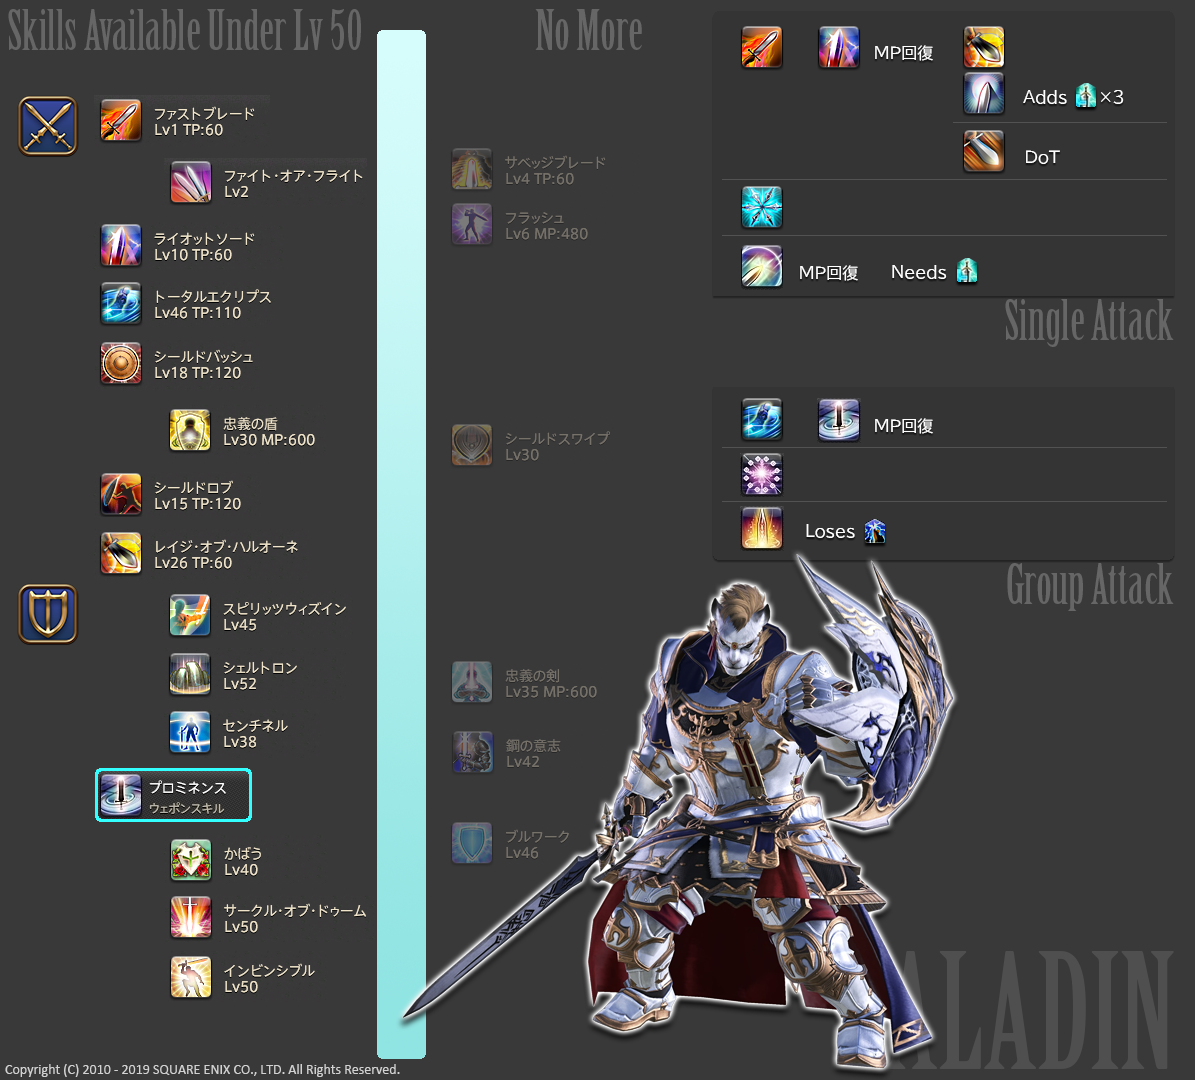 Skills Available Under Lv 50
ファストブレード
Lv1 TP:60
ファイト・オア・フライト
Lv2
ライオットソード
Lv10 TP:60
トータルエクリプス
Lv46 TP:110
シールドバッシュ
Lv18 TP:120
忠義の盾
Lv30 MP:600
シールドロブ
Lv15 TP:120
レイジ・オブ・ハルオーネ
Lv26 TP:60
スピリッツウィズイン
Lv45
シェルトロン
Lv52
センチネル
Lv38
プロミネンス
ウェポンスキル
かばう
Lv40
サークル・オブ・ドゥーム
Lv50
インビンシブル
Lv50
No More
サベッジブレード
Lv4 TP:60
フラッシュ
Lv6 MP:480
シールドスワイプ
Lv30
忠義の剣
Lv35 MP:600
鋼の意志
Lv42
ブルワーク
Lv46
MP回復
Adds ×3
DoT
MP回復 Needs
Single Attack
MP回復
Loses
Group Attack
ALADIN
Copyright (C) 2010 - 2019 SQUARE ENIX CO., LTD. All Rights Reserved.